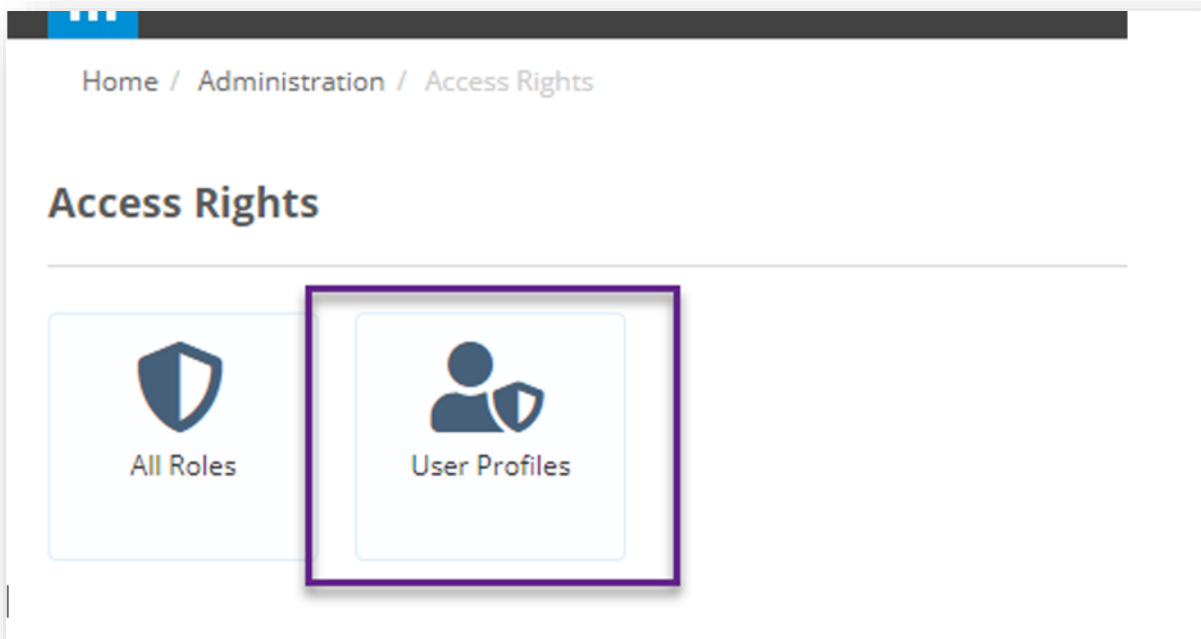 Home / Administration / Access Rights
Access Rights
All Roles
User Profiles